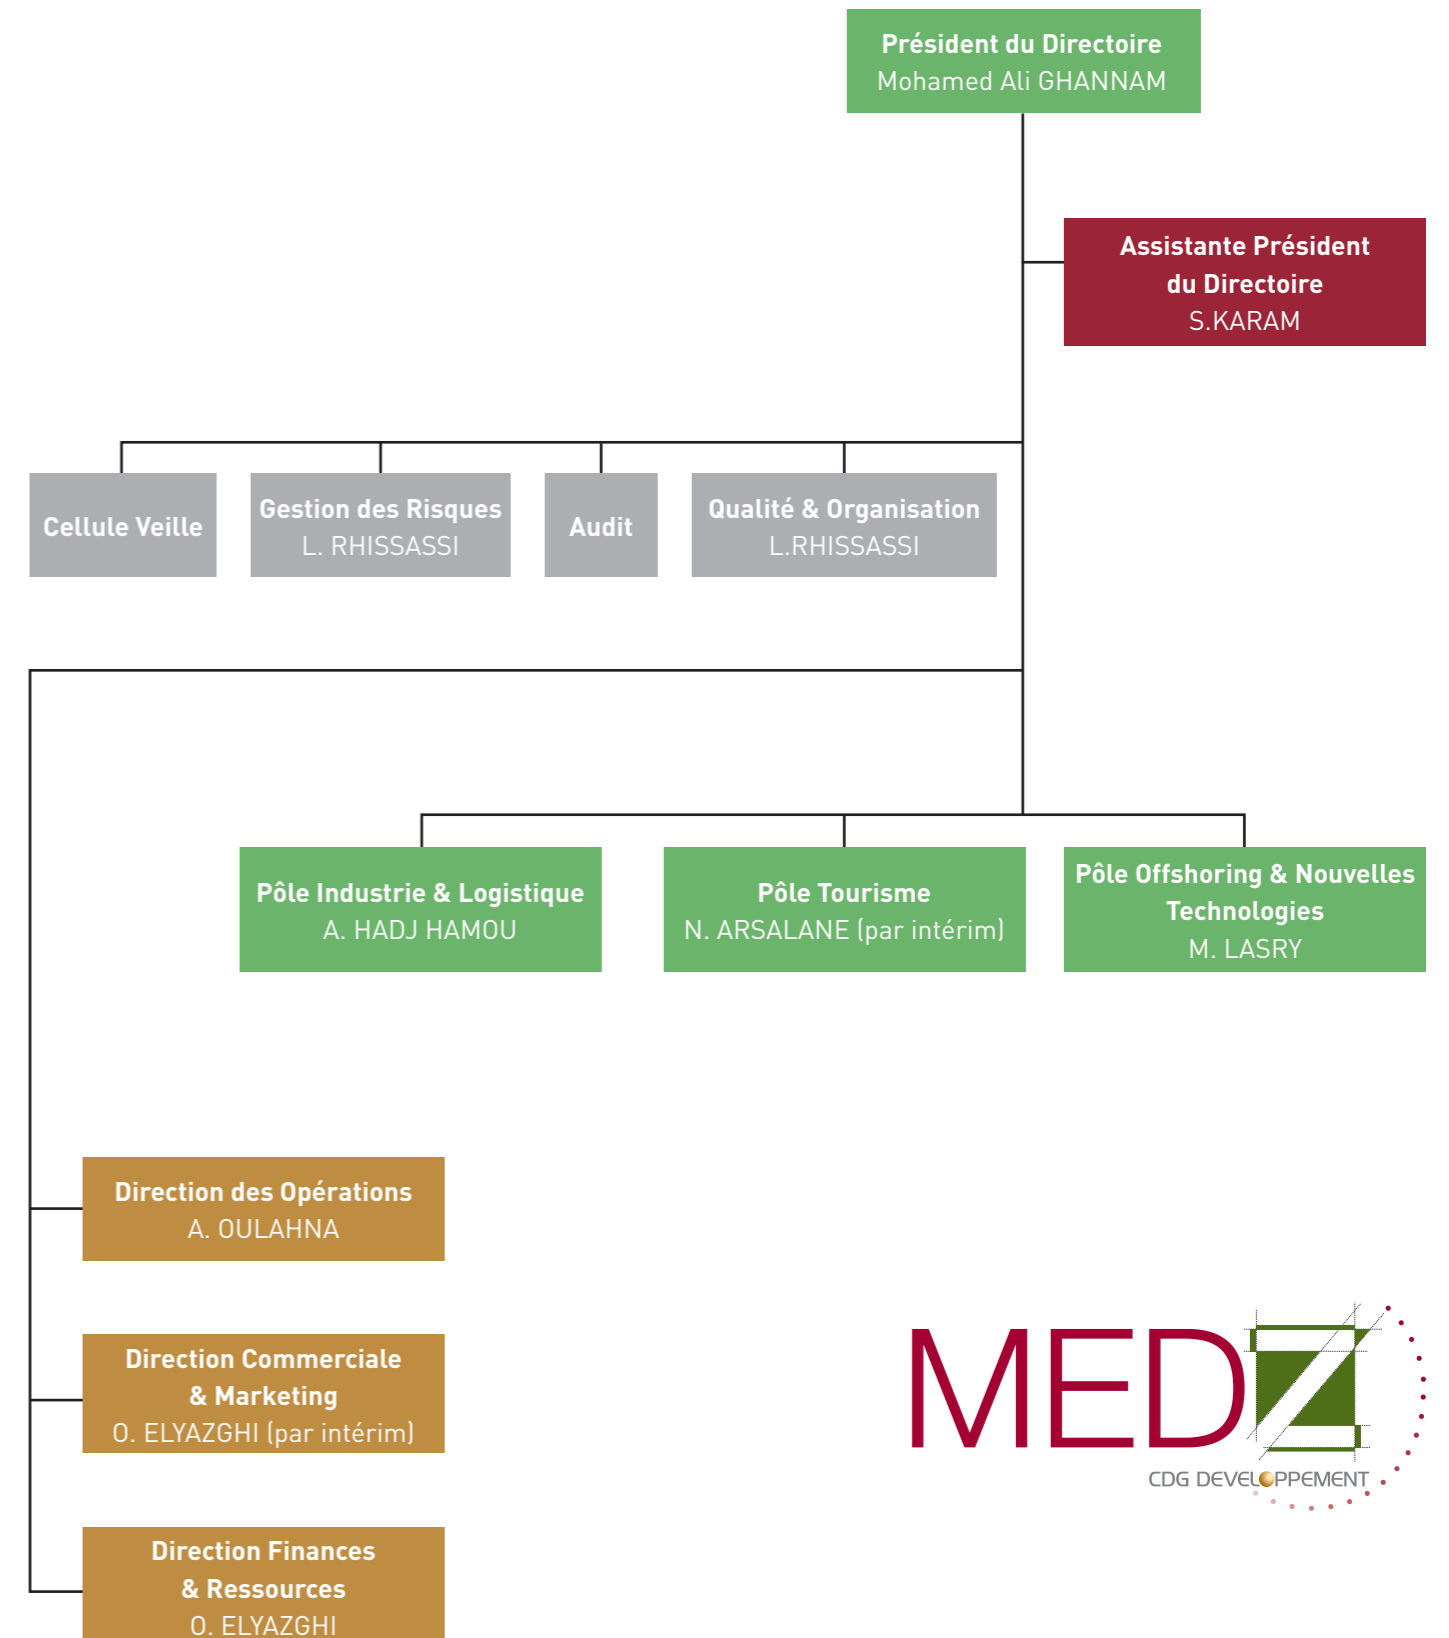 Président du Directoire
Mohamed Ali GHANNAM
Assistante Président
du Directoire
S.KARAM
Cellule Veille
Gestion des Risques
L. RHISSASSI
Audit
Qualité & Organisation
L.RHISSASSI
Pôle Industrie & Logistique
A. HADJ HAMOU
Pôle Tourisme
N. ARSALANE (par intérim)
Pôle Offshoring & Nouvelles
Technologies
M. LASRY
Direction des Opérations
A. OULAHNA
Direction Commerciale
& Marketing
O. ELYAZGHI (par intérim)
Direction Finances
& Ressources
O. ELYAZGHI
MEDZ
CDG DEVELOPPEMENT